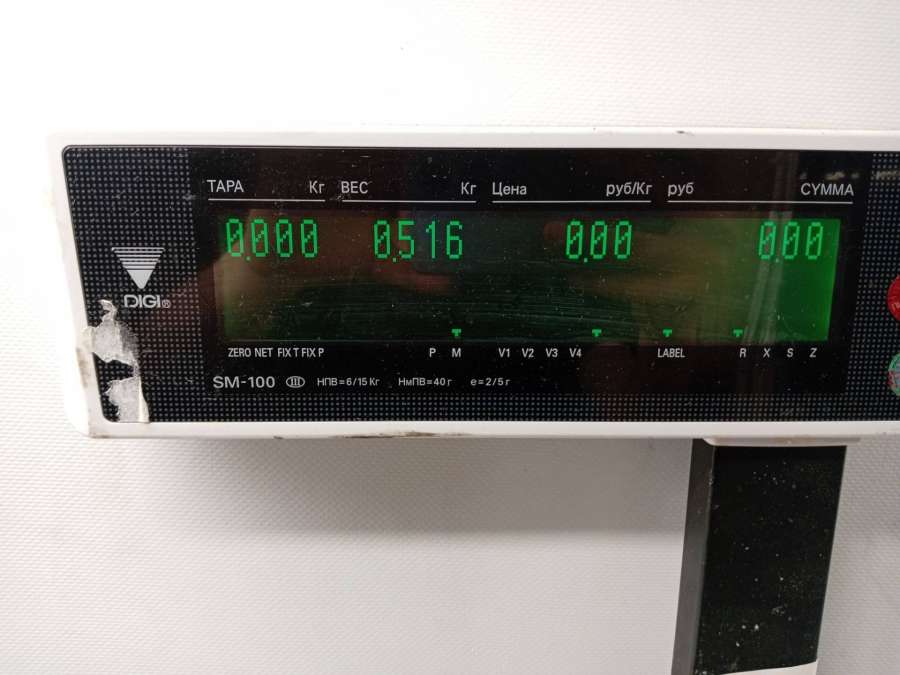 ТАРА Кг ВЕС Кг Цена руб/Кг руб СУММА
0.000 0.516 0.00 0.00
DIGI®
ZERO NET FIX T FIX P P M V1 V2 V3 V4 LABEL R X S Z
SM-100 III НПВ=6/15 Кг НмПВ=40 г e=2/5 г